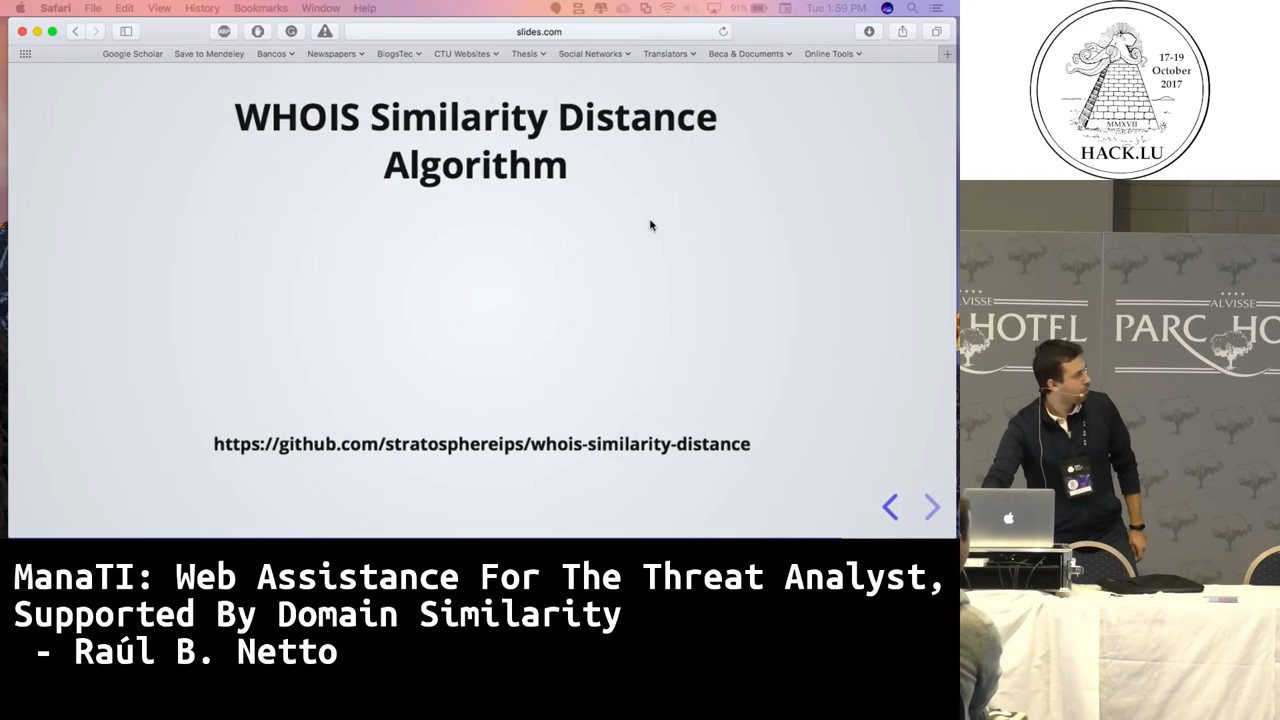 Safari File Edit View History Bookmarks Window Help
91% Tue 1:59 PM
slides.com
Google Scholar Save to Mendeley Bancos Newspapers BlogsTec CTU Websites Thesis Social Networks Translators Beca & Documents Online Tools
WHOIS Similarity Distance
Algorithm
https://github.com/stratosphereips/whois-similarity-distance
17-19
October
2017
MMXVII
HACK.LU
ALVISSE
HOTEL
ALVISSE
PARC HO
ManaTI: Web Assistance For The Threat Analyst,
Supported By Domain Similarity
- Raúl B. Netto